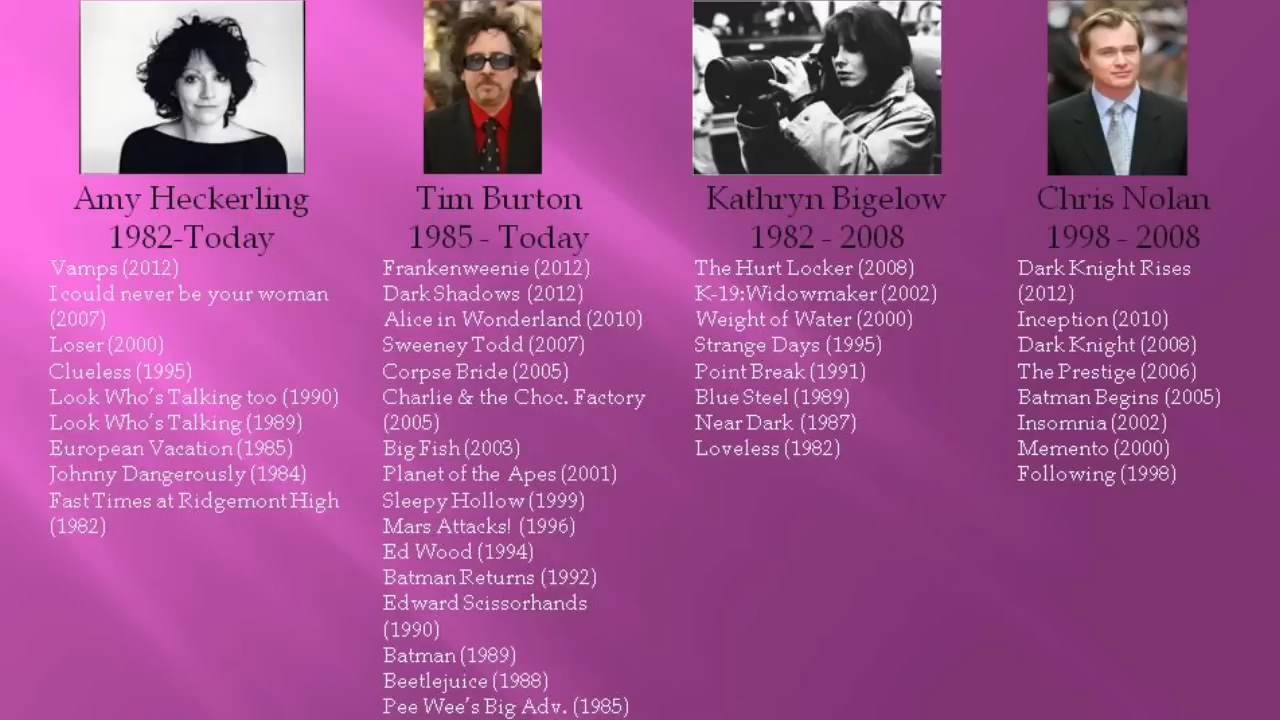 Amy Heckerling
1982-Today
Vamps (2012)
I could never be your woman
(2007)
Loser (2000)
Clueless (1995)
Look Who's Talking too (1990)
Look Who's Talking (1989)
European Vacation (1985)
Johnny Dangerously (1984)
Fast Times at Ridgemont High
(1982)
Tim Burton
1985 - Today
Frankenweenie (2012)
Dark Shadows (2012)
Alice in Wonderland (2010)
Sweeney Todd (2007)
Corpse Bride (2005)
Charlie & the Choc. Factory
(2005)
Big Fish (2003)
Planet of the Apes (2001)
Sleepy Hollow (1999)
Mars Attacks! (1996)
Ed Wood (1994)
Batman Returns (1992)
Edward Scissorhands
(1990)
Batman (1989)
Beetlejuice (1988)
Pee Wee's Big Adv. (1985)
Kathryn Bigelow
1982 - 2008
The Hurt Locker (2008)
K-19:Widowmaker (2002)
Weight of Water (2000)
Strange Days (1995)
Point Break (1991)
Blue Steel (1989)
Near Dark (1987)
Loveless (1982)
Chris Nolan
1998 - 2008
Dark Knight Rises
(2012)
Inception (2010)
Dark Knight (2008)
The Prestige (2006)
Batman Begins (2005)
Insomnia (2002)
Memento (2000)
Following (1998)